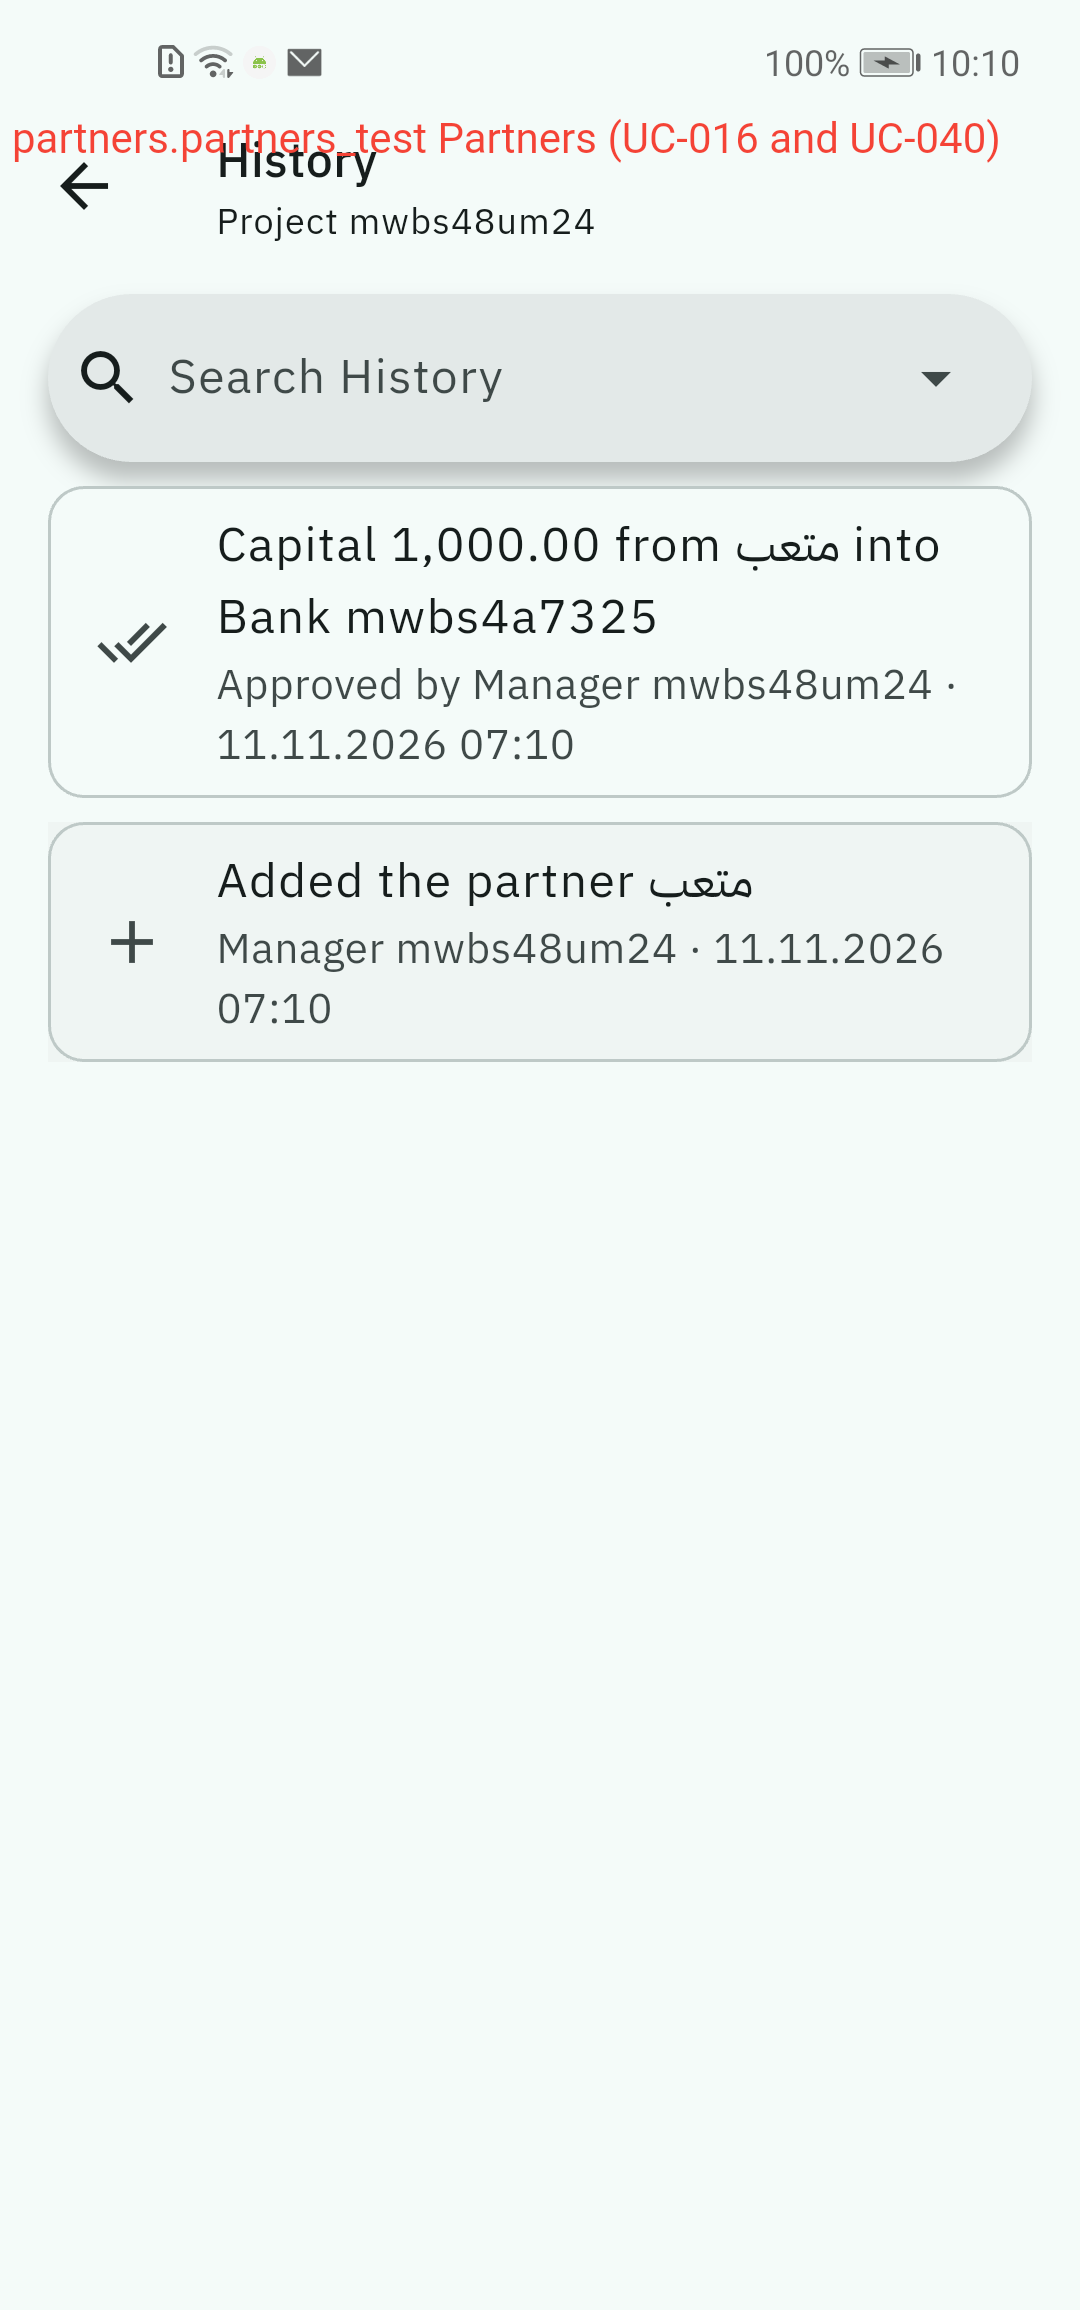 100% 10:10
partners.partners_test Partners (UC-016 and UC-040)
History
Project mwbs48um24
Search History
Capital 1,000.00 from متعب into
Bank mwbs4a7325
Approved by Manager mwbs48um24 ·
11.11.2026 07:10
Added the partner متعب
Manager mwbs48um24 · 11.11.2026
07:10